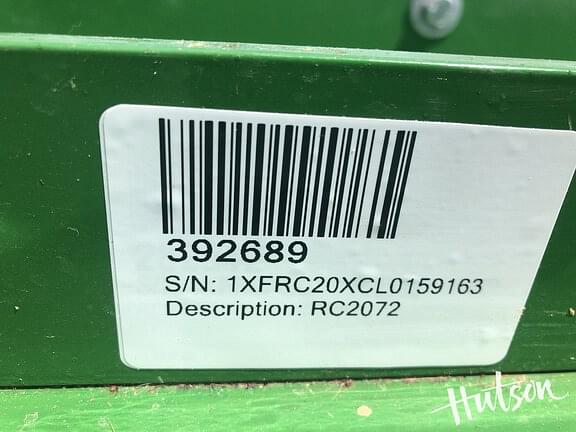 392689
S/N: 1XFRC20XCL0159163
Description: RC2072
Hutson